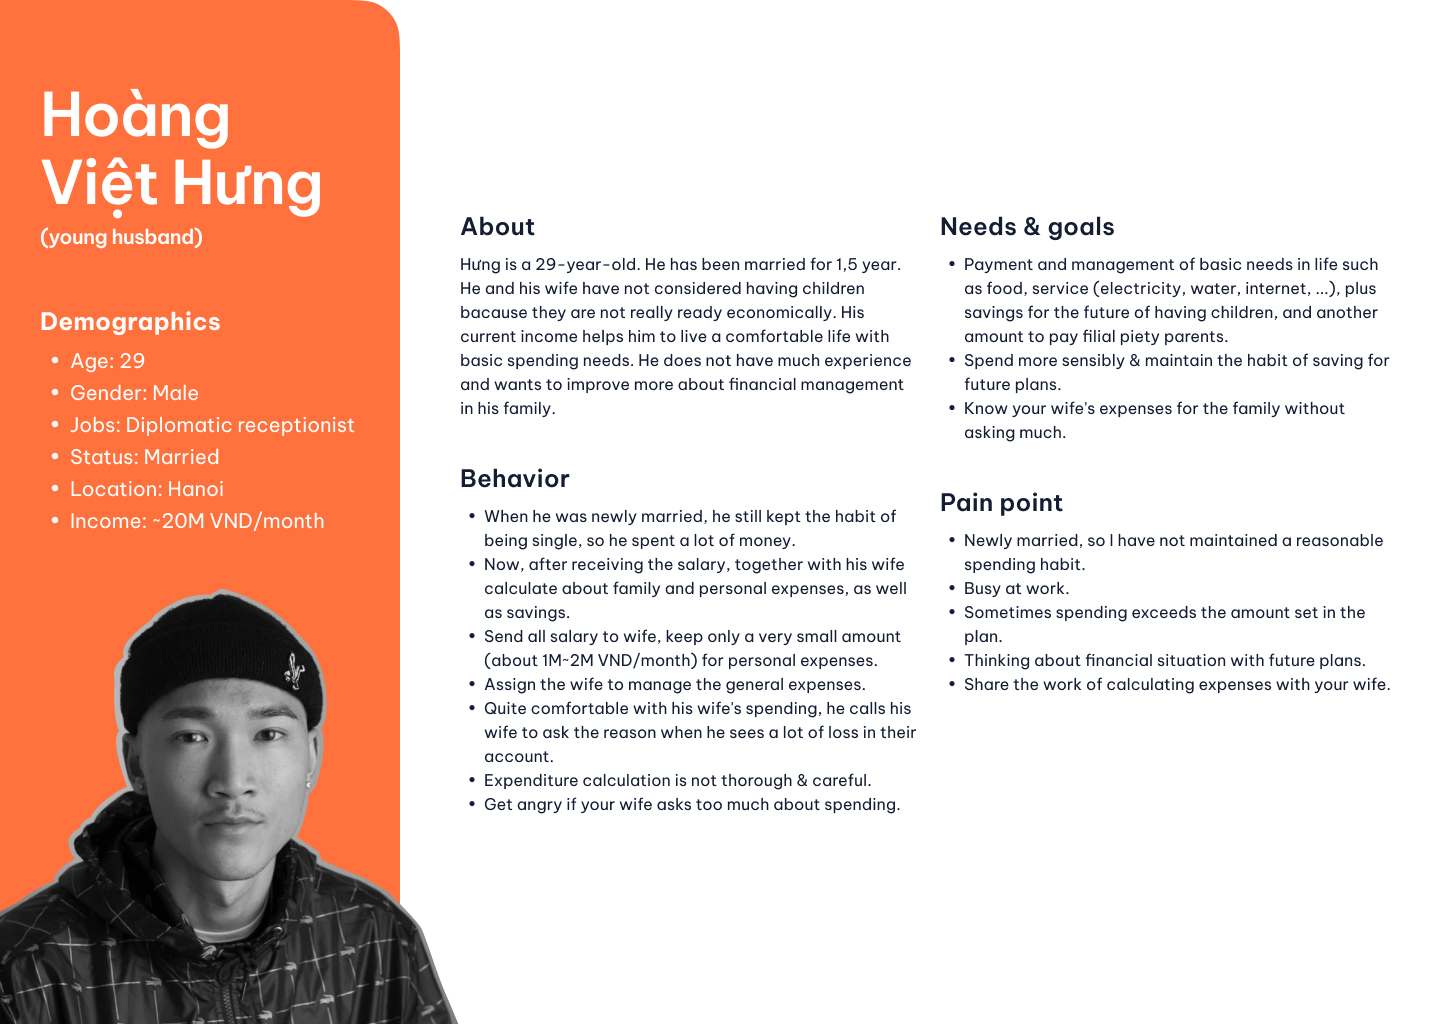 Hoàng
Việt Hưng
(young husband)
Demographics
• Age: 29
• Gender: Male
• Jobs: Diplomatic receptionist
• Status: Married
• Location: Hanoi
• Income: ~20M VND/month
About
Hưng is a 29-year-old. He has been married for 1,5 year.
He and his wife have not considered having children
bacause they are not really ready economically. His
current income helps him to live a comfortable life with
basic spending needs. He does not have much experience
and wants to improve more about financial management
in his family.
Behavior
• When he was newly married, he still kept the habit of
being single, so he spent a lot of money.
• Now, after receiving the salary, together with his wife
calculate about family and personal expenses, as well
as savings.
• Send all salary to wife, keep only a very small amount
(about 1M~2M VND/month) for personal expenses.
• Assign the wife to manage the general expenses.
• Quite comfortable with his wife's spending, he calls his
wife to ask the reason when he sees a lot of loss in their
account.
• Expenditure calculation is not thorough & careful.
• Get angry if your wife asks too much about spending.
Needs & goals
• Payment and management of basic needs in life such
as food, service (electricity, water, internet, ...), plus
savings for the future of having children, and another
amount to pay filial piety parents.
• Spend more sensibly & maintain the habit of saving for
future plans.
• Know your wife's expenses for the family without
asking much.
Pain point
• Newly married, so I have not maintained a reasonable
spending habit.
• Busy at work.
• Sometimes spending exceeds the amount set in the
plan.
• Thinking about financial situation with future plans.
• Share the work of calculating expenses with your wife.